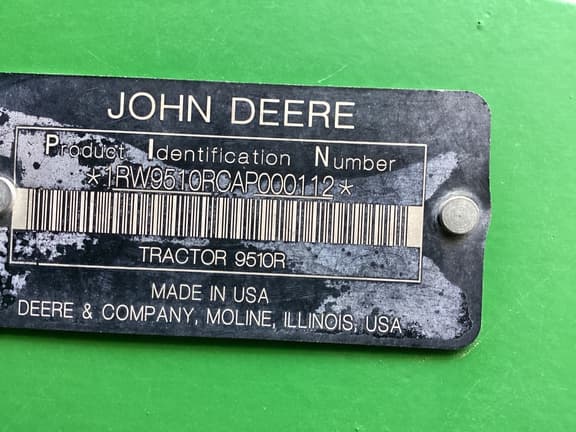 JOHN DEERE
Product Identification Number
*1RW9510RCAP000112*
TRACTOR 9510R
MADE IN USA
DEERE & COMPANY, MOLINE, ILLINOIS, USA